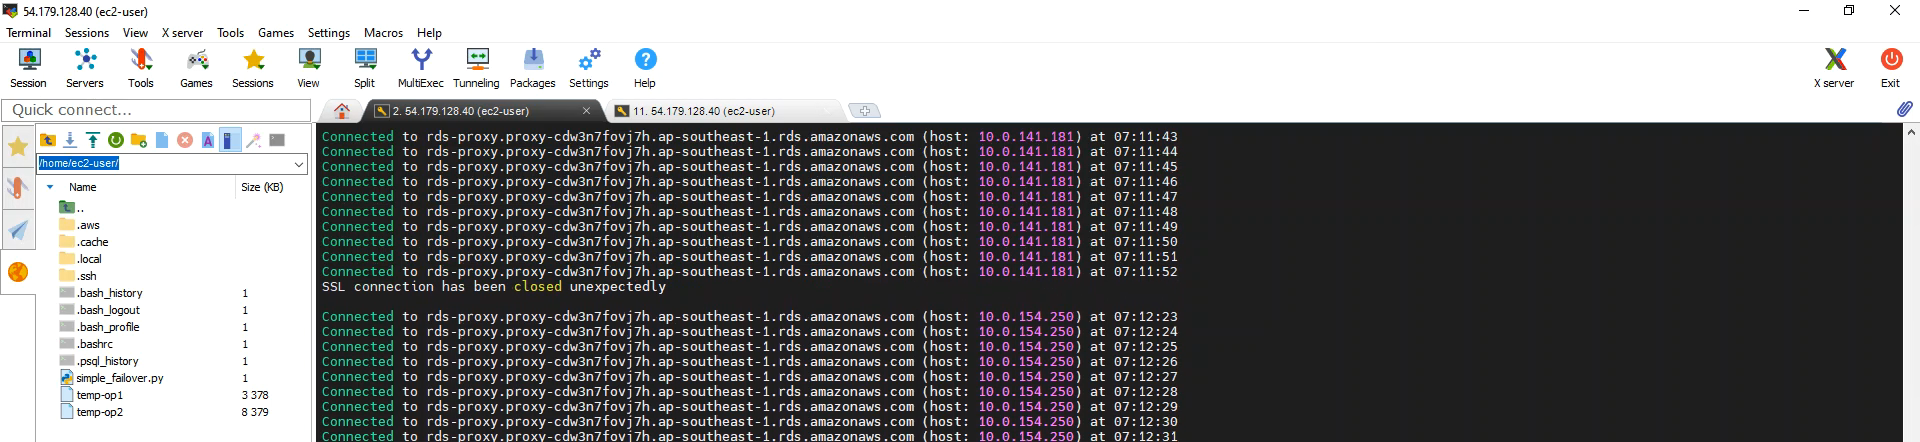 54.179.128.40 (ec2-user)
Terminal Sessions View X server Tools Games Settings Macros Help
Session Servers Tools Games Sessions View Split MultiExec Tunneling Packages Settings Help X server Exit
Quick connect...
2. 54.179.128.40 (ec2-user)
11. 54.179.128.40 (ec2-user)
/home/ec2-user/
Name Size (KB)
..
.aws
.cache
.local
.ssh
.bash_history 1
.bash_logout 1
.bash_profile 1
.bashrc 1
.psql_history 1
simple_failover.py 1
temp-op1 3 378
temp-op2 8 379
Connected to rds-proxy.proxy-cdw3n7fovj7h.ap-southeast-1.rds.amazonaws.com (host: 10.0.141.181) at 07:11:43
Connected to rds-proxy.proxy-cdw3n7fovj7h.ap-southeast-1.rds.amazonaws.com (host: 10.0.141.181) at 07:11:44
Connected to rds-proxy.proxy-cdw3n7fovj7h.ap-southeast-1.rds.amazonaws.com (host: 10.0.141.181) at 07:11:45
Connected to rds-proxy.proxy-cdw3n7fovj7h.ap-southeast-1.rds.amazonaws.com (host: 10.0.141.181) at 07:11:46
Connected to rds-proxy.proxy-cdw3n7fovj7h.ap-southeast-1.rds.amazonaws.com (host: 10.0.141.181) at 07:11:47
Connected to rds-proxy.proxy-cdw3n7fovj7h.ap-southeast-1.rds.amazonaws.com (host: 10.0.141.181) at 07:11:48
Connected to rds-proxy.proxy-cdw3n7fovj7h.ap-southeast-1.rds.amazonaws.com (host: 10.0.141.181) at 07:11:49
Connected to rds-proxy.proxy-cdw3n7fovj7h.ap-southeast-1.rds.amazonaws.com (host: 10.0.141.181) at 07:11:50
Connected to rds-proxy.proxy-cdw3n7fovj7h.ap-southeast-1.rds.amazonaws.com (host: 10.0.141.181) at 07:11:51
Connected to rds-proxy.proxy-cdw3n7fovj7h.ap-southeast-1.rds.amazonaws.com (host: 10.0.141.181) at 07:11:52
SSL connection has been closed unexpectedly
Connected to rds-proxy.proxy-cdw3n7fovj7h.ap-southeast-1.rds.amazonaws.com (host: 10.0.154.250) at 07:12:23
Connected to rds-proxy.proxy-cdw3n7fovj7h.ap-southeast-1.rds.amazonaws.com (host: 10.0.154.250) at 07:12:24
Connected to rds-proxy.proxy-cdw3n7fovj7h.ap-southeast-1.rds.amazonaws.com (host: 10.0.154.250) at 07:12:25
Connected to rds-proxy.proxy-cdw3n7fovj7h.ap-southeast-1.rds.amazonaws.com (host: 10.0.154.250) at 07:12:26
Connected to rds-proxy.proxy-cdw3n7fovj7h.ap-southeast-1.rds.amazonaws.com (host: 10.0.154.250) at 07:12:27
Connected to rds-proxy.proxy-cdw3n7fovj7h.ap-southeast-1.rds.amazonaws.com (host: 10.0.154.250) at 07:12:28
Connected to rds-proxy.proxy-cdw3n7fovj7h.ap-southeast-1.rds.amazonaws.com (host: 10.0.154.250) at 07:12:29
Connected to rds-proxy.proxy-cdw3n7fovj7h.ap-southeast-1.rds.amazonaws.com (host: 10.0.154.250) at 07:12:30
Connected to rds-proxy.proxy-cdw3n7fovj7h.ap-southeast-1.rds.amazonaws.com (host: 10.0.154.250) at 07:12:31